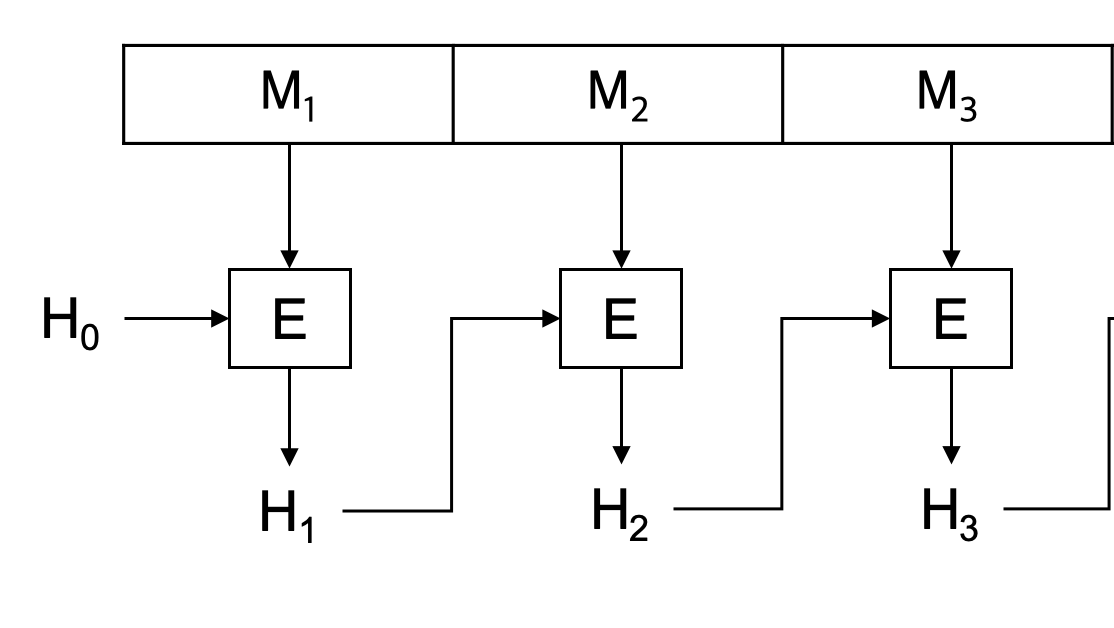 M₁ M₂ M₃
H₀ E E E
H₁ H₂ H₃